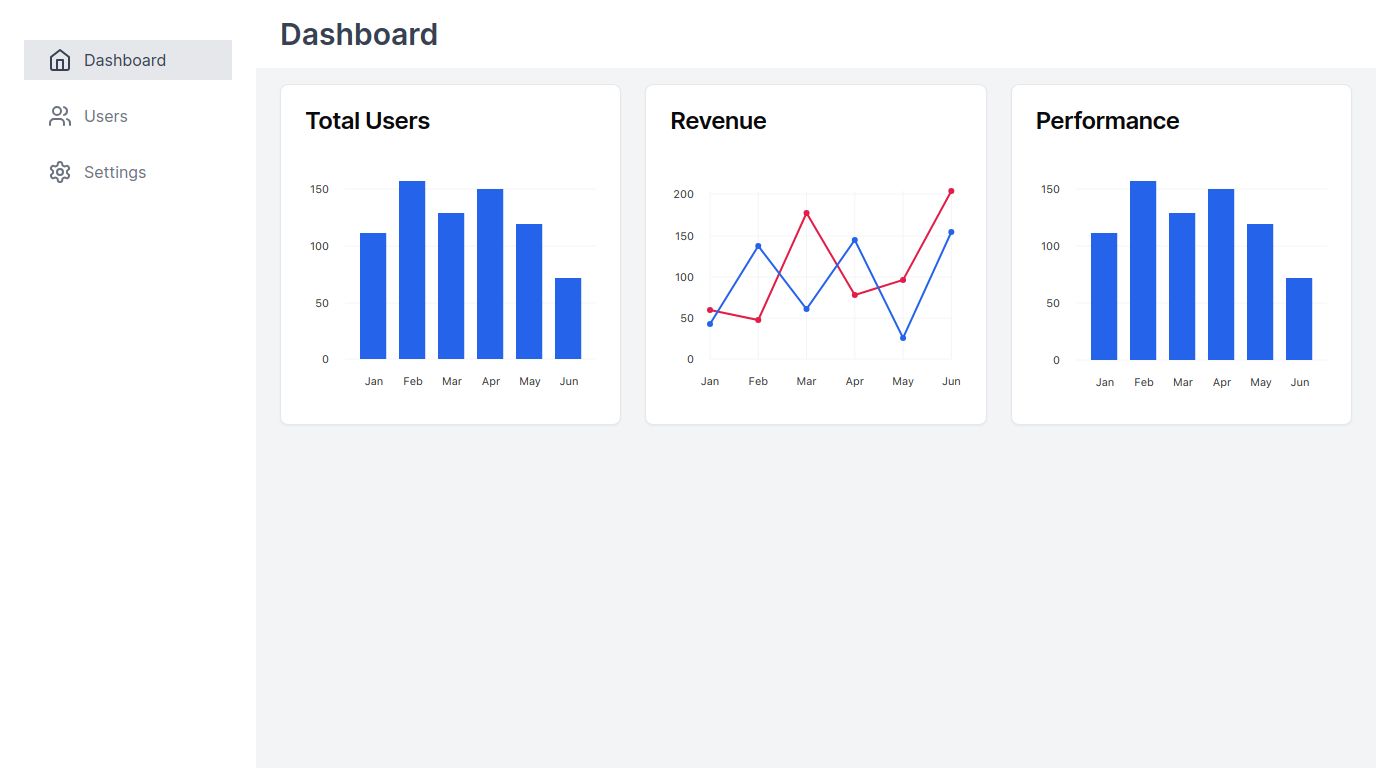 Dashboard
Users
Settings
Dashboard
Total Users
150
100
50
0
Jan Feb Mar Apr May Jun
Revenue
200
150
100
50
0
Jan Feb Mar Apr May Jun
Performance
150
100
50
0
Jan Feb Mar Apr May Jun